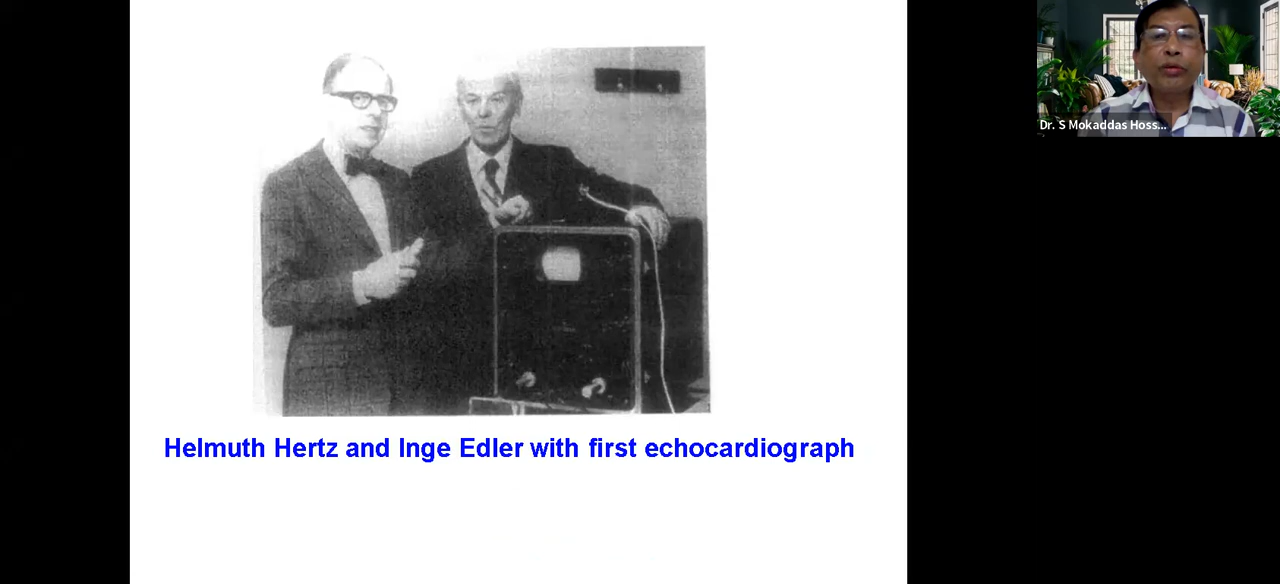 Dr. S Mokaddas Hoss...
Helmuth Hertz and Inge Edler with first echocardiograph